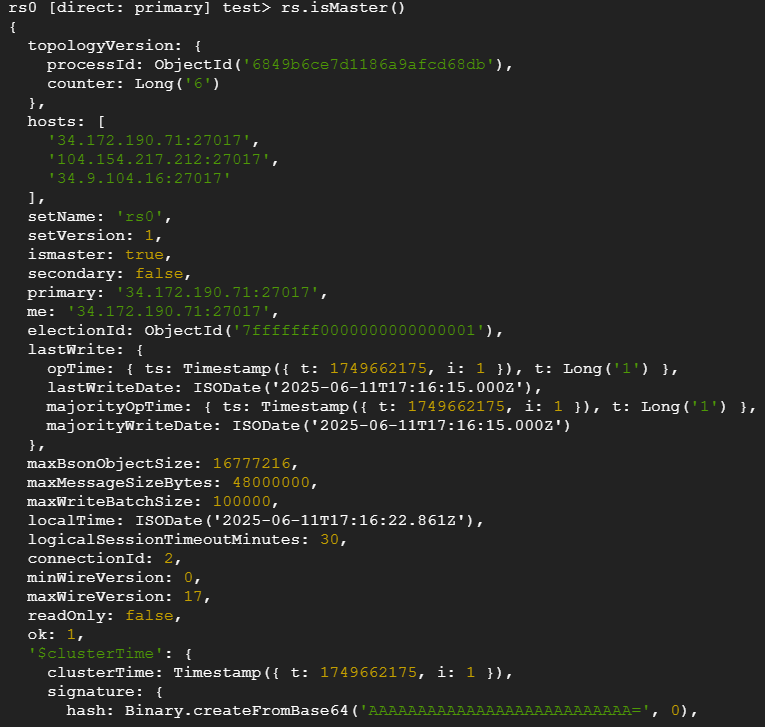 rs0 [direct: primary] test> rs.isMaster()
{
  topologyVersion: {
    processId: ObjectId('6849b6ce7d1186a9afcd68db'),
    counter: Long('6')
  },
  hosts: [
    '34.172.190.71:27017',
    '104.154.217.212:27017',
    '34.9.104.16:27017'
  ],
  setName: 'rs0',
  setVersion: 1,
  ismaster: true,
  secondary: false,
  primary: '34.172.190.71:27017',
  me: '34.172.190.71:27017',
  electionId: ObjectId('7fffffff0000000000000001'),
  lastWrite: {
    opTime: { ts: Timestamp({ t: 1749662175, i: 1 }), t: Long('1') },
    lastWriteDate: ISODate('2025-06-11T17:16:15.000Z'),
    majorityOpTime: { ts: Timestamp({ t: 1749662175, i: 1 }), t: Long('1') },
    majorityWriteDate: ISODate('2025-06-11T17:16:15.000Z')
  },
  maxBsonObjectSize: 16777216,
  maxMessageSizeBytes: 48000000,
  maxWriteBatchSize: 100000,
  localTime: ISODate('2025-06-11T17:16:22.861Z'),
  logicalSessionTimeoutMinutes: 30,
  connectionId: 2,
  minWireVersion: 0,
  maxWireVersion: 17,
  readOnly: false,
  ok: 1,
  '$clusterTime': {
    clusterTime: Timestamp({ t: 1749662175, i: 1 }),
    signature: {
      hash: Binary.createFromBase64('AAAAAAAAAAAAAAAAAAAAAAAAAAA=', 0),